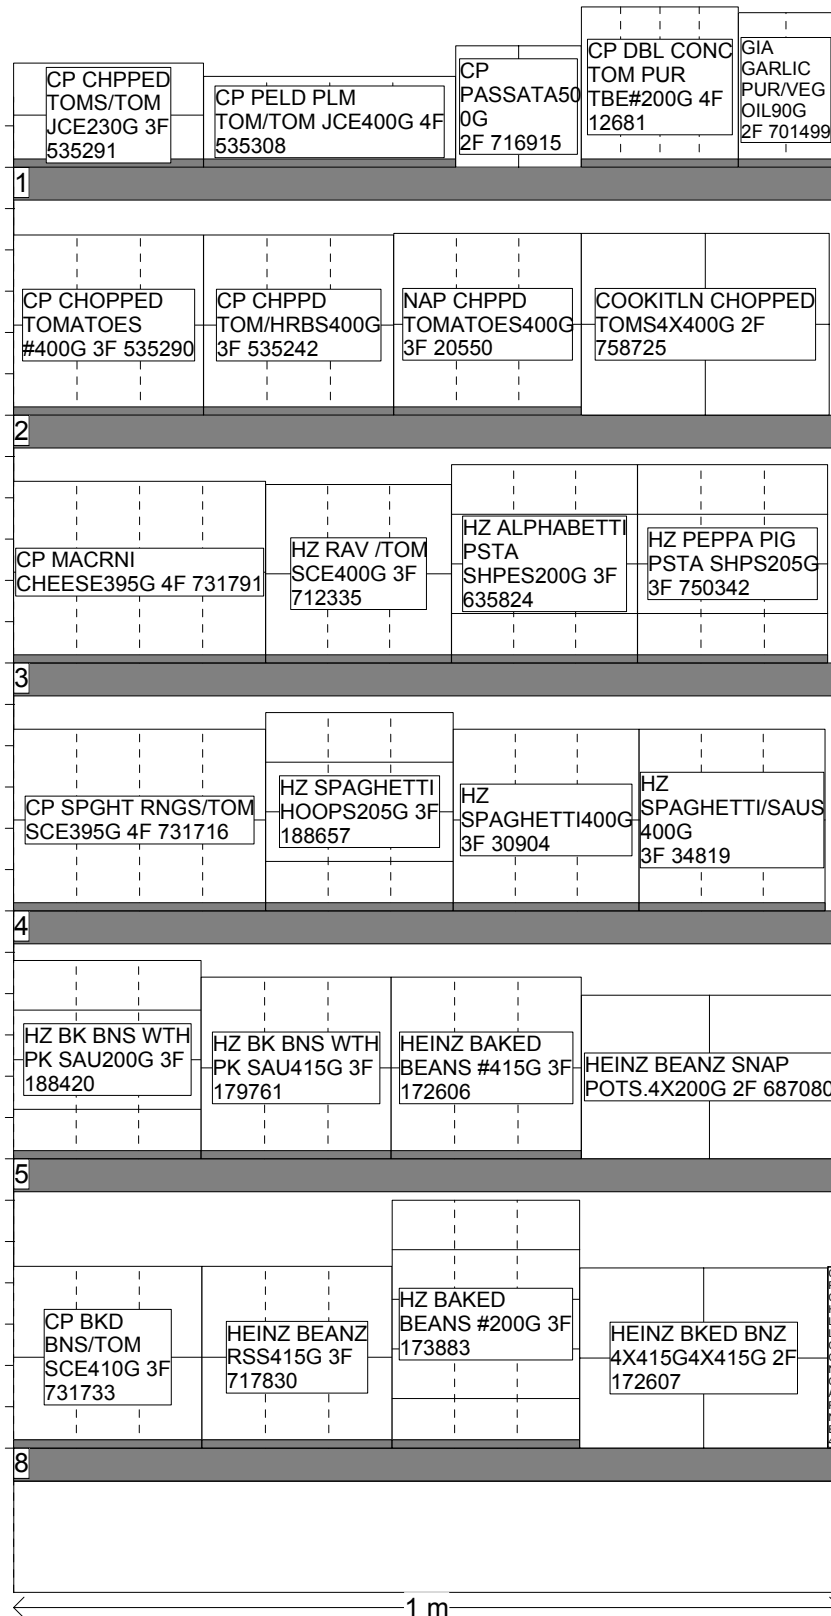 CP CHPPED
TOMS/TOM
JCE230G 3F
535291
CP PELD PLM
TOM/TOM JCE400G 4F
535308
CP
PASSATA50
0G
2F 716915
CP DBL CONC
TOM PUR
TBE#200G 4F
12681
GIA
GARLIC
PUR/VEG
OIL90G
2F 701499
1
CP CHOPPED
TOMATOES
#400G 3F 535290
CP CHPPD
TOM/HRBS400G
3F 535242
NAP CHPPD
TOMATOES400G
3F 20550
COOKITLN CHOPPED
TOMS4X400G 2F
758725
2
CP MACRNI
CHEESE395G 4F 731791
HZ RAV /TOM
SCE400G 3F
712335
HZ ALPHABETTI
PSTA
SHPES200G 3F
635824
HZ PEPPA PIG
PSTA SHPS205G
3F 750342
3
CP SPGHT RNGS/TOM
SCE395G 4F 731716
HZ SPAGHETTI
HOOPS205G 3F
188657
HZ
SPAGHETTI400G
3F 30904
HZ
SPAGHETTI/SAUS
400G
3F 34819
4
HZ BK BNS WTH
PK SAU200G 3F
188420
HZ BK BNS WTH
PK SAU415G 3F
179761
HEINZ BAKED
BEANS #415G 3F
172606
HEINZ BEANZ SNAP
POTS.4X200G 2F 687080
5
CP BKD
BNS/TOM
SCE410G 3F
731733
HEINZ BEANZ
RSS415G 3F
717830
HZ BAKED
BEANS #200G 3F
173883
HEINZ BKED BNZ
4X415G4X415G 2F
172607
8
1 m